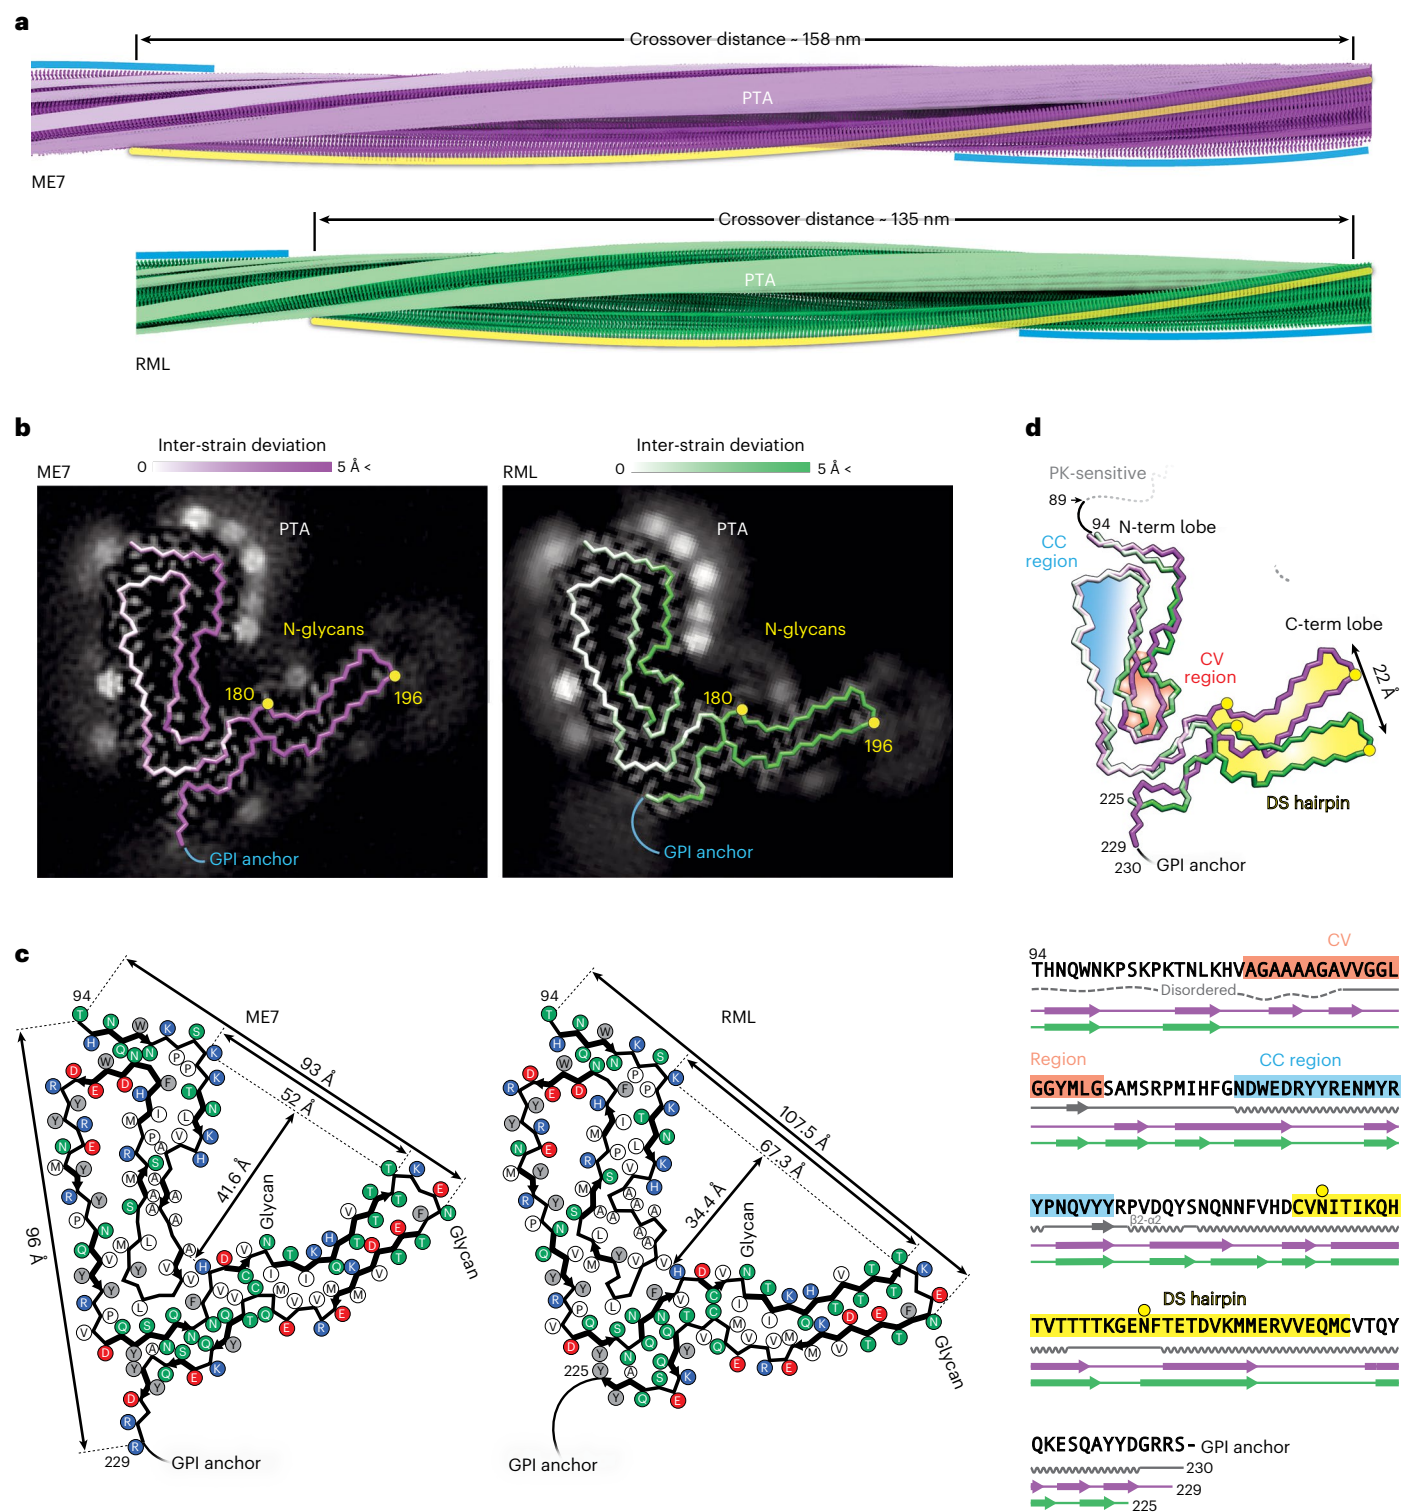 a
Crossover distance ~ 158 nm
PTA
ME7
Crossover distance ~ 135 nm
PTA
RML
b
Inter-strain deviation
0
5 Å <
ME7
PTA
N-glycans
180
196
GPI anchor
Inter-strain deviation
0
5 Å <
RML
PTA
N-glycans
180
196
GPI anchor
d
PK-sensitive
89
94
N-term lobe
CC
region
CV
region
C-term lobe
22 Å
DS hairpin
225
229
230
GPI anchor
c
94
ME7
93 Å
52 Å
41.6 Å
96 Å
Glycan
Glycan
229
GPI anchor
94
RML
107.5 Å
67.3 Å
34.4 Å
Glycan
Glycan
225
GPI anchor
CV
94
THNQWNKPSKPKTNLKHVAGAAAAGAVVGGL
Disordered
Region
CC region
GGYMLGSAMSRPMIHFGNDWEDRYYRENMYR
YPNQVYYRPVDQYSNQNNFVHDCVNITIKQH
β2-α2
DS hairpin
TVTTTTKGENFTETDVKMMERVVEQMCVTQY
QKESQAYYDGRRS- GPI anchor
230
229
225